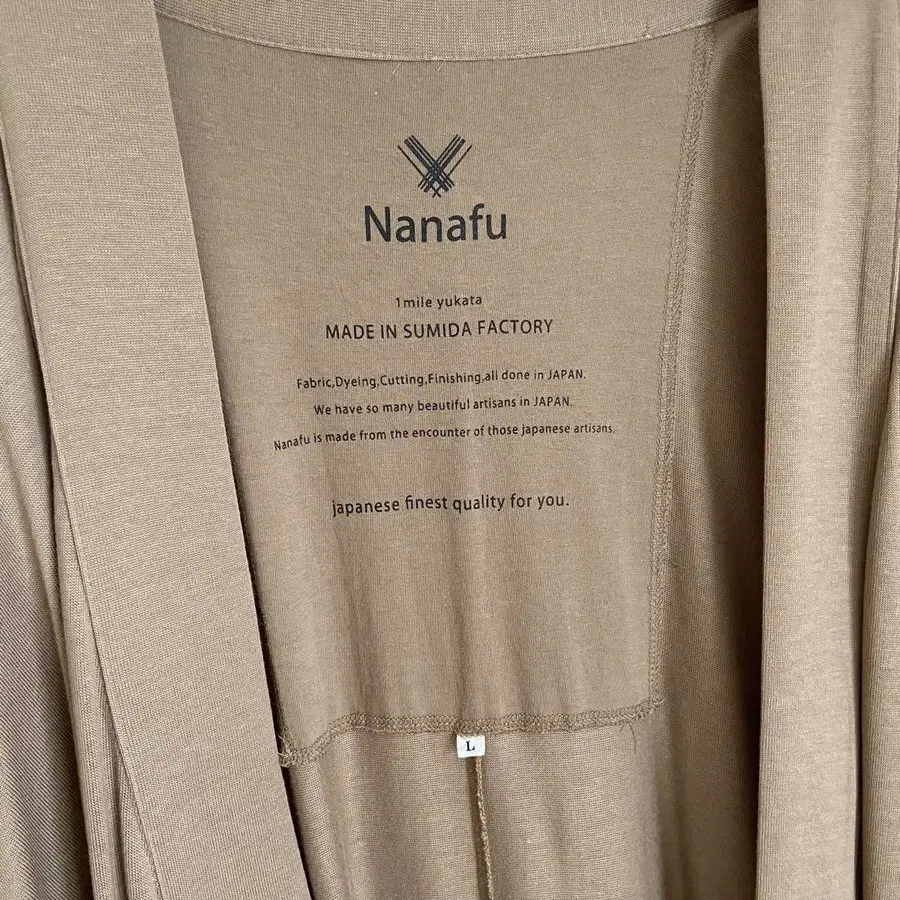 Nanafu
1mile yukata
MADE IN SUMIDA FACTORY
Fabric,Dyeing,Cutting,Finishing,all done in JAPAN.
We have so many beautiful artisans in JAPAN.
Nanafu is made from the encounter of those japanese artisans.
japanese finest quality for you.
L